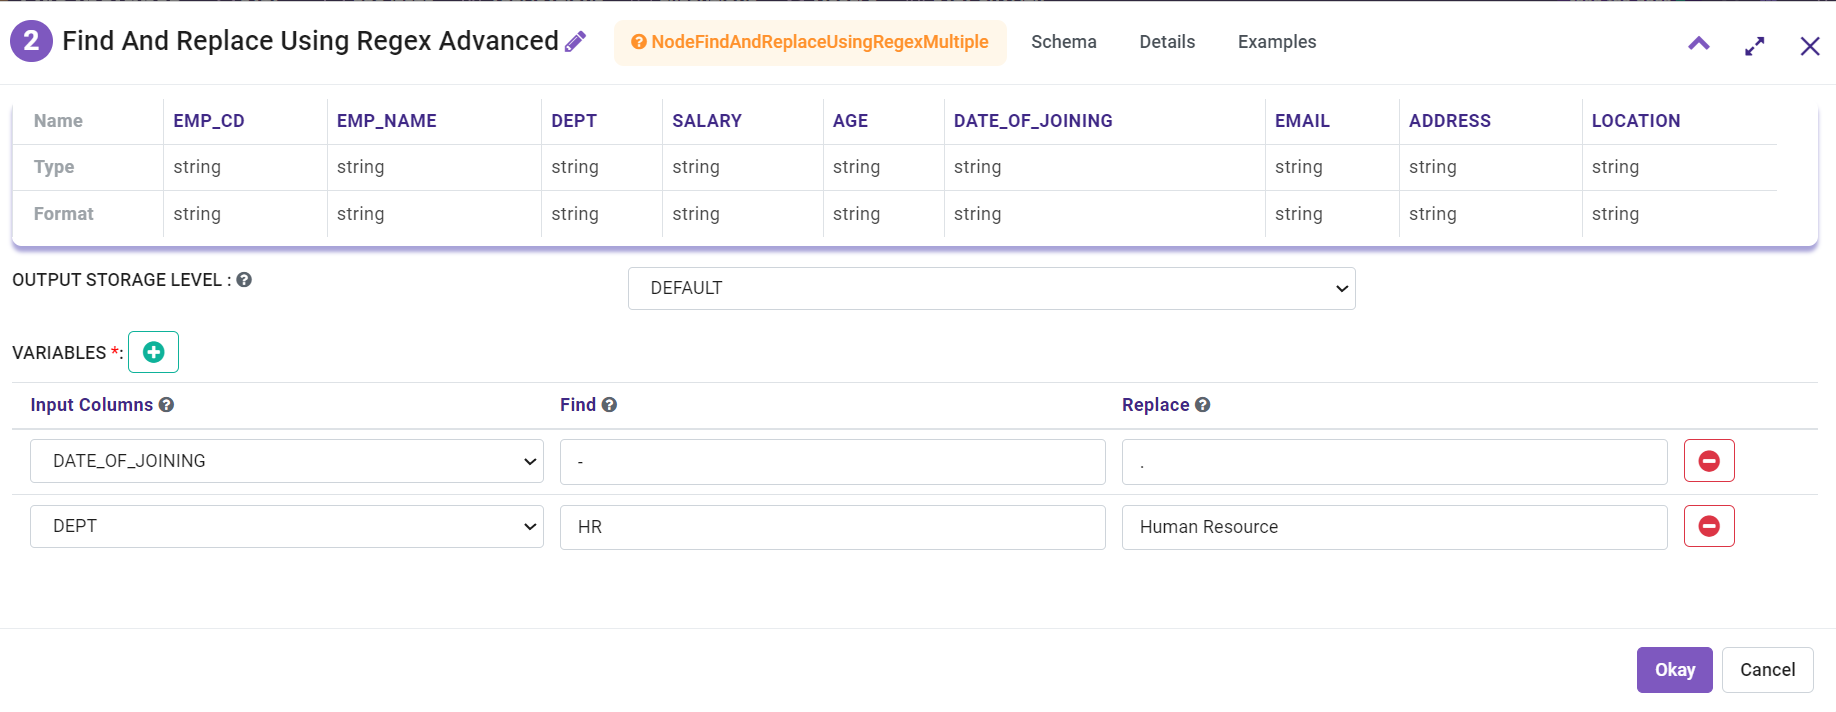 2 Find And Replace Using Regex Advanced NodeFindAndReplaceUsingRegexMultiple Schema Details Examples
Name EMP_CD EMP_NAME DEPT SALARY AGE DATE_OF_JOINING EMAIL ADDRESS LOCATION
Type string string string string string string string string string
Format string string string string string string string string string
OUTPUT STORAGE LEVEL : DEFAULT
VARIABLES *:
Input Columns Find Replace
DATE_OF_JOINING - .
DEPT HR Human Resource
Okay Cancel